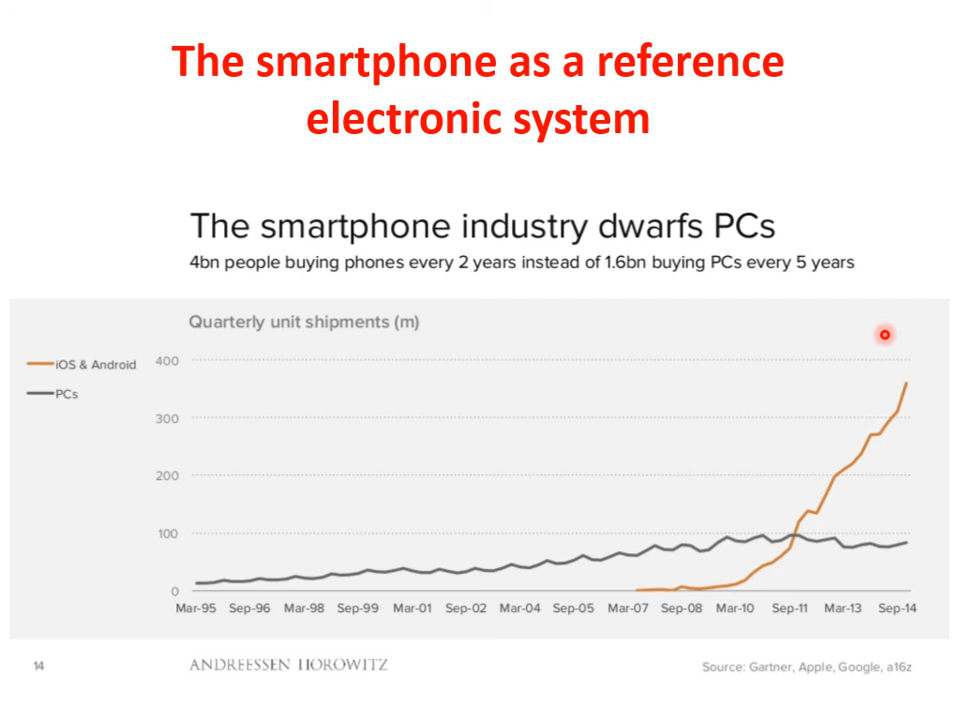 The smartphone as a reference
electronic system
The smartphone industry dwarfs PCs
4bn people buying phones every 2 years instead of 1.6bn buying PCs every 5 years
Quarterly unit shipments (m)
iOS & Android
PCs
400
300
200
100
0
Mar-95 Sep-96 Mar-98 Sep-99 Mar-01 Sep-02 Mar-04 Sep-05 Mar-07 Sep-08 Mar-10 Sep-11 Mar-13 Sep-14
14
ANDREESSEN HOROWITZ
Source: Gartner, Apple, Google, a16z